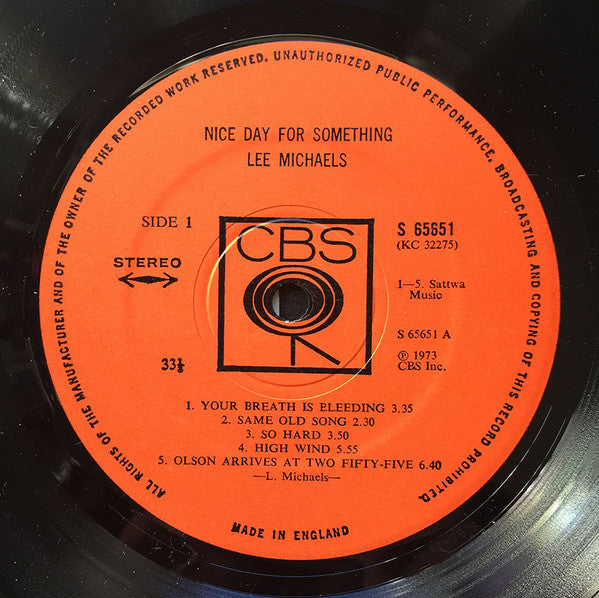 ALL RIGHTS OF THE MANUFACTURER AND OF THE OWNER OF THE RECORDED WORK RESERVED. UNAUTHORIZED PUBLIC PERFORMANCE, BROADCASTING AND COPYING OF THIS RECORD PROHIBITED.
NICE DAY FOR SOMETHING
LEE MICHAELS
SIDE 1
CBS
S 65651
(KC 32275)
STEREO
1—5. Sattwa
Music
S 65651 A
33⅓
℗ 1973
CBS Inc.
1. YOUR BREATH IS BLEEDING 3.35
2. SAME OLD SONG 2.30
3. SO HARD 3.50
4. HIGH WIND 5.55
5. OLSON ARRIVES AT TWO FIFTY-FIVE 6.40
—L. Michaels—
MADE IN ENGLAND